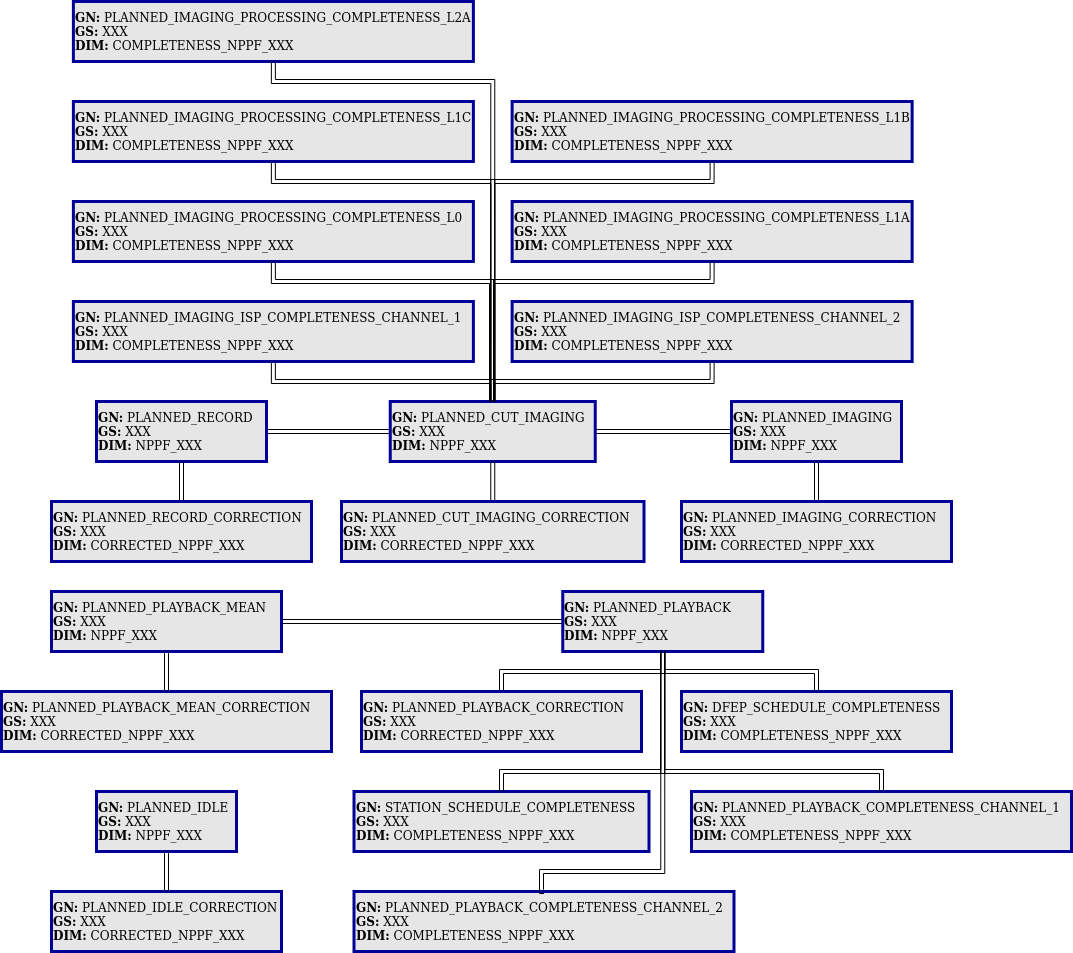 GN: PLANNED_IMAGING_PROCESSING_COMPLETENESS_L2A
GS: XXX
DIM: COMPLETENESS_NPPF_XXX
GN: PLANNED_IMAGING_PROCESSING_COMPLETENESS_L1C
GS: XXX
DIM: COMPLETENESS_NPPF_XXX
GN: PLANNED_IMAGING_PROCESSING_COMPLETENESS_L1B
GS: XXX
DIM: COMPLETENESS_NPPF_XXX
GN: PLANNED_IMAGING_PROCESSING_COMPLETENESS_L0
GS: XXX
DIM: COMPLETENESS_NPPF_XXX
GN: PLANNED_IMAGING_PROCESSING_COMPLETENESS_L1A
GS: XXX
DIM: COMPLETENESS_NPPF_XXX
GN: PLANNED_IMAGING_ISP_COMPLETENESS_CHANNEL_1
GS: XXX
DIM: COMPLETENESS_NPPF_XXX
GN: PLANNED_IMAGING_ISP_COMPLETENESS_CHANNEL_2
GS: XXX
DIM: COMPLETENESS_NPPF_XXX
GN: PLANNED_RECORD
GS: XXX
DIM: NPPF_XXX
GN: PLANNED_CUT_IMAGING
GS: XXX
DIM: NPPF_XXX
GN: PLANNED_IMAGING
GS: XXX
DIM: NPPF_XXX
GN: PLANNED_RECORD_CORRECTION
GS: XXX
DIM: CORRECTED_NPPF_XXX
GN: PLANNED_CUT_IMAGING_CORRECTION
GS: XXX
DIM: CORRECTED_NPPF_XXX
GN: PLANNED_IMAGING_CORRECTION
GS: XXX
DIM: CORRECTED_NPPF_XXX
GN: PLANNED_PLAYBACK_MEAN
GS: XXX
DIM: NPPF_XXX
GN: PLANNED_PLAYBACK
GS: XXX
DIM: NPPF_XXX
GN: PLANNED_PLAYBACK_MEAN_CORRECTION
GS: XXX
DIM: CORRECTED_NPPF_XXX
GN: PLANNED_PLAYBACK_CORRECTION
GS: XXX
DIM: CORRECTED_NPPF_XXX
GN: DFEP_SCHEDULE_COMPLETENESS
GS: XXX
DIM: COMPLETENESS_NPPF_XXX
GN: PLANNED_IDLE
GS: XXX
DIM: NPPF_XXX
GN: STATION_SCHEDULE_COMPLETENESS
GS: XXX
DIM: COMPLETENESS_NPPF_XXX
GN: PLANNED_PLAYBACK_COMPLETENESS_CHANNEL_1
GS: XXX
DIM: COMPLETENESS_NPPF_XXX
GN: PLANNED_IDLE_CORRECTION
GS: XXX
DIM: CORRECTED_NPPF_XXX
GN: PLANNED_PLAYBACK_COMPLETENESS_CHANNEL_2
GS: XXX
DIM: COMPLETENESS_NPPF_XXX